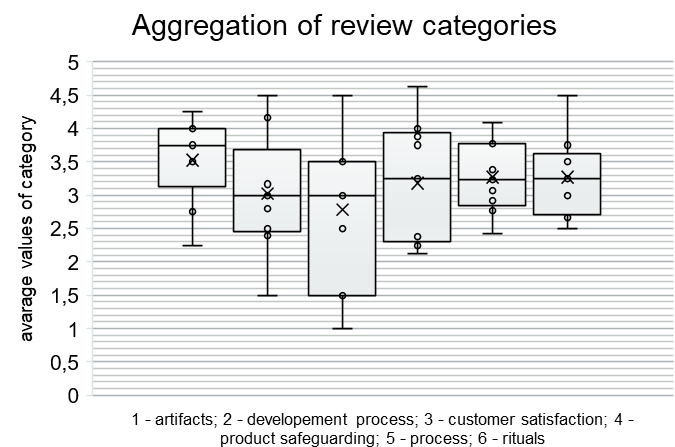 Aggregation of review categories
avarage values of category
5
4,5
4
3,5
3
2,5
2
1,5
1
0,5
0
1 - artifacts; 2 - developement process; 3 - customer satisfaction; 4 -
product safeguarding; 5 - process; 6 - rituals